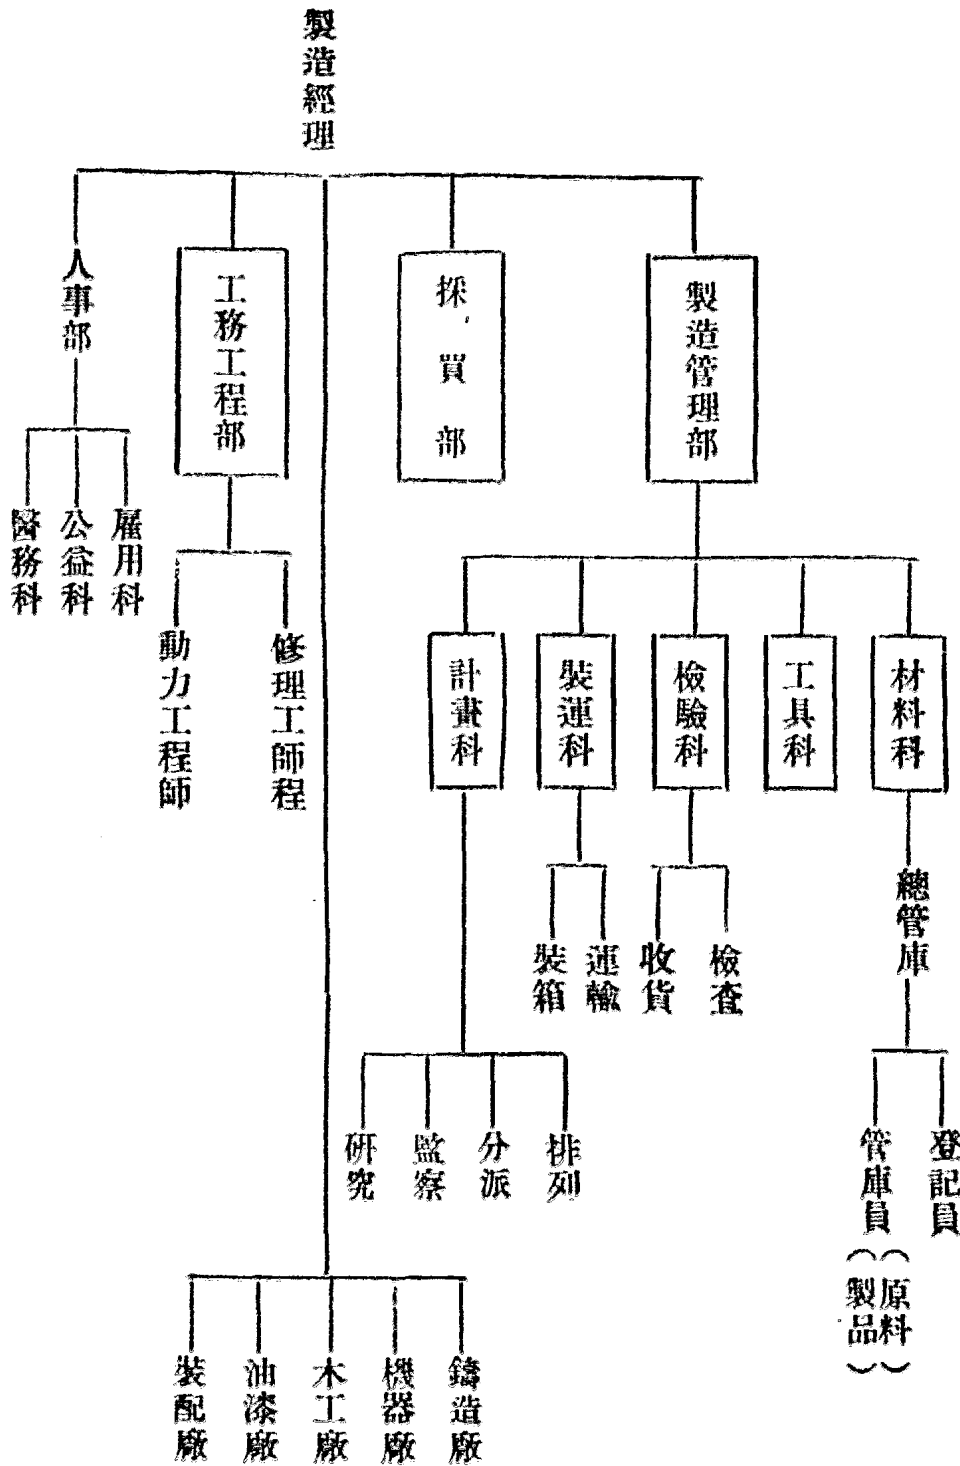 製造經理
製造管理部
採買部
工務工程部
人事部
材料科
工具科
檢驗科
裝運科
計畫科
雇用科
公益科
醫務科
修理工師程
動力工程師
總管庫
檢查
收貨
運輸
裝箱
登記員
管庫員
（原料）
（製品）
排列
分派
監察
研究
鑄造廠
機器廠
木工廠
油漆廠
裝配廠